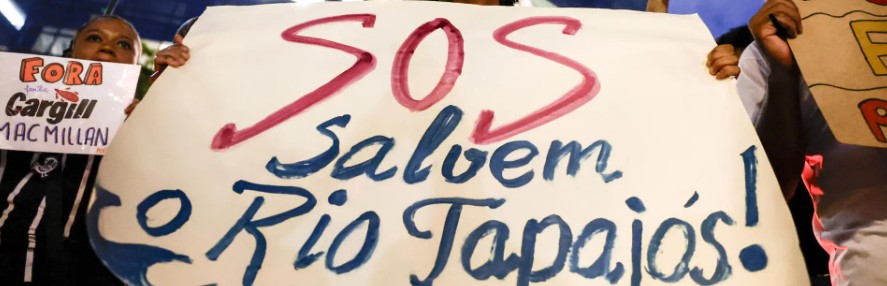 SOS
Salvem
o Rio Tapajós!
FORA
Cargill
MACMILLAN